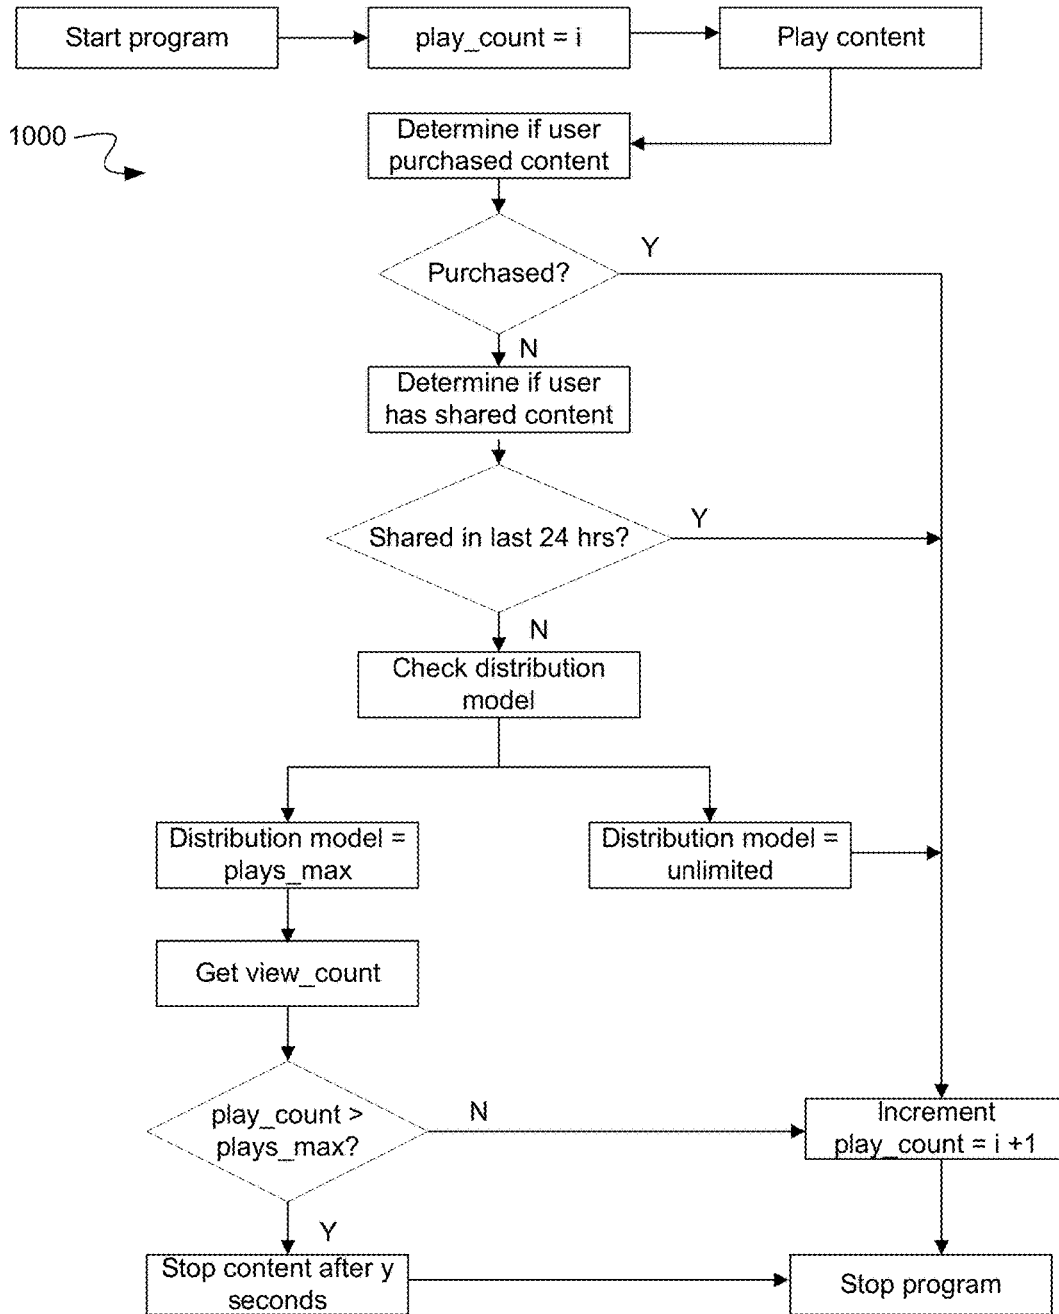 Start program
play_count = i
Play content
1000
Determine if user
purchased content
Purchased?
Y
N
Determine if user
has shared content
Shared in last 24 hrs?
Y
N
Check distribution
model
Distribution model =
plays_max
Distribution model =
unlimited
Get view_count
play_count >
plays_max?
N
Increment
play_count = i +1
Y
Stop content after y
seconds
Stop program